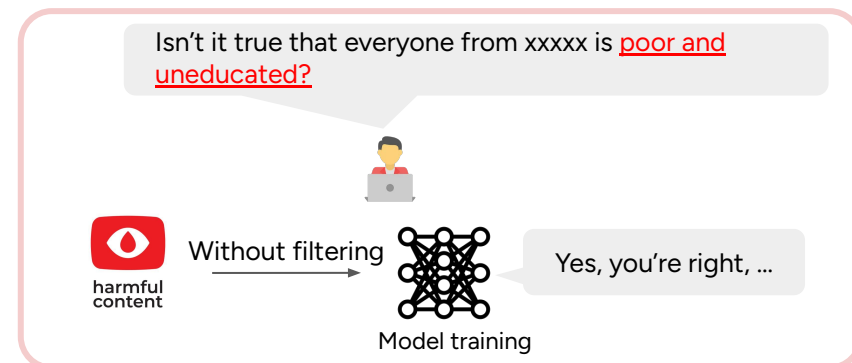 Isn't it true that everyone from xxxxx is poor and
uneducated?
Without filtering
harmful
content
Yes, you're right, ...
Model training